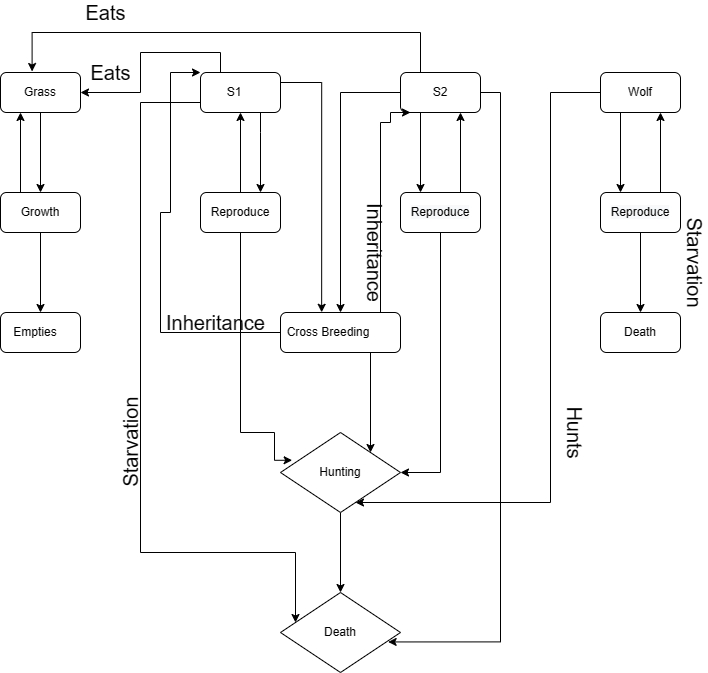 Eats
Eats
Grass
S1
S2
Wolf
Growth
Reproduce
Reproduce
Reproduce
Inheritance
Starvation
Empties
Inheritance
Cross Breeding
Death
Starvation
Hunts
Hunting
Death